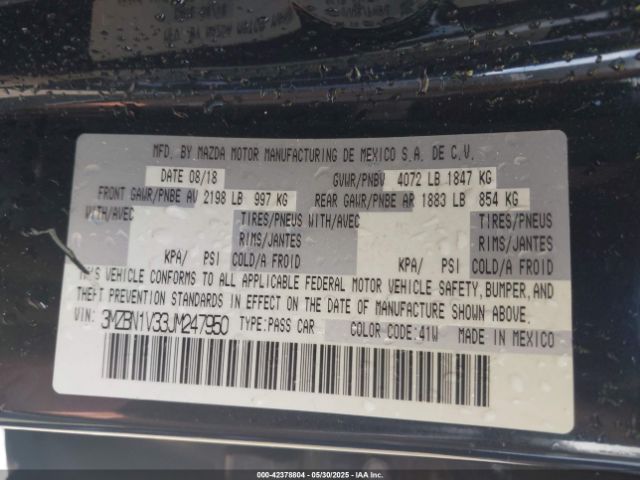 MFD. BY MAZDA MOTOR MANUFACTURING DE MEXICO S.A. DE C.V.
DATE 08/18 GVWR/PNBV 4072 LB 1847 KG
FRONT GAWR/PNBE AV 2198 LB 997 KG REAR GAWR/PNBE AR 1883 LB 854 KG
WITH/AVEC TIRES/PNEUS WITH/AVEC TIRES/PNEUS
RIMS/JANTES RIMS/JANTES
KPA/ PSI COLD/A FROID KPA/ PSI COLD/A FROID
THIS VEHICLE CONFORMS TO ALL APPLICABLE FEDERAL MOTOR VEHICLE SAFETY, BUMPER, AND
THEFT PREVENTION STANDARDS IN EFFECT ON THE DATE OF MANUFACTURE SHOWN ABOVE.
VIN: 3MZBN1V33JM247950 TYPE:PASS CAR COLOR CODE:41W MADE IN MEXICO
000-42378804 - 05/30/2025 - IAAI.COM